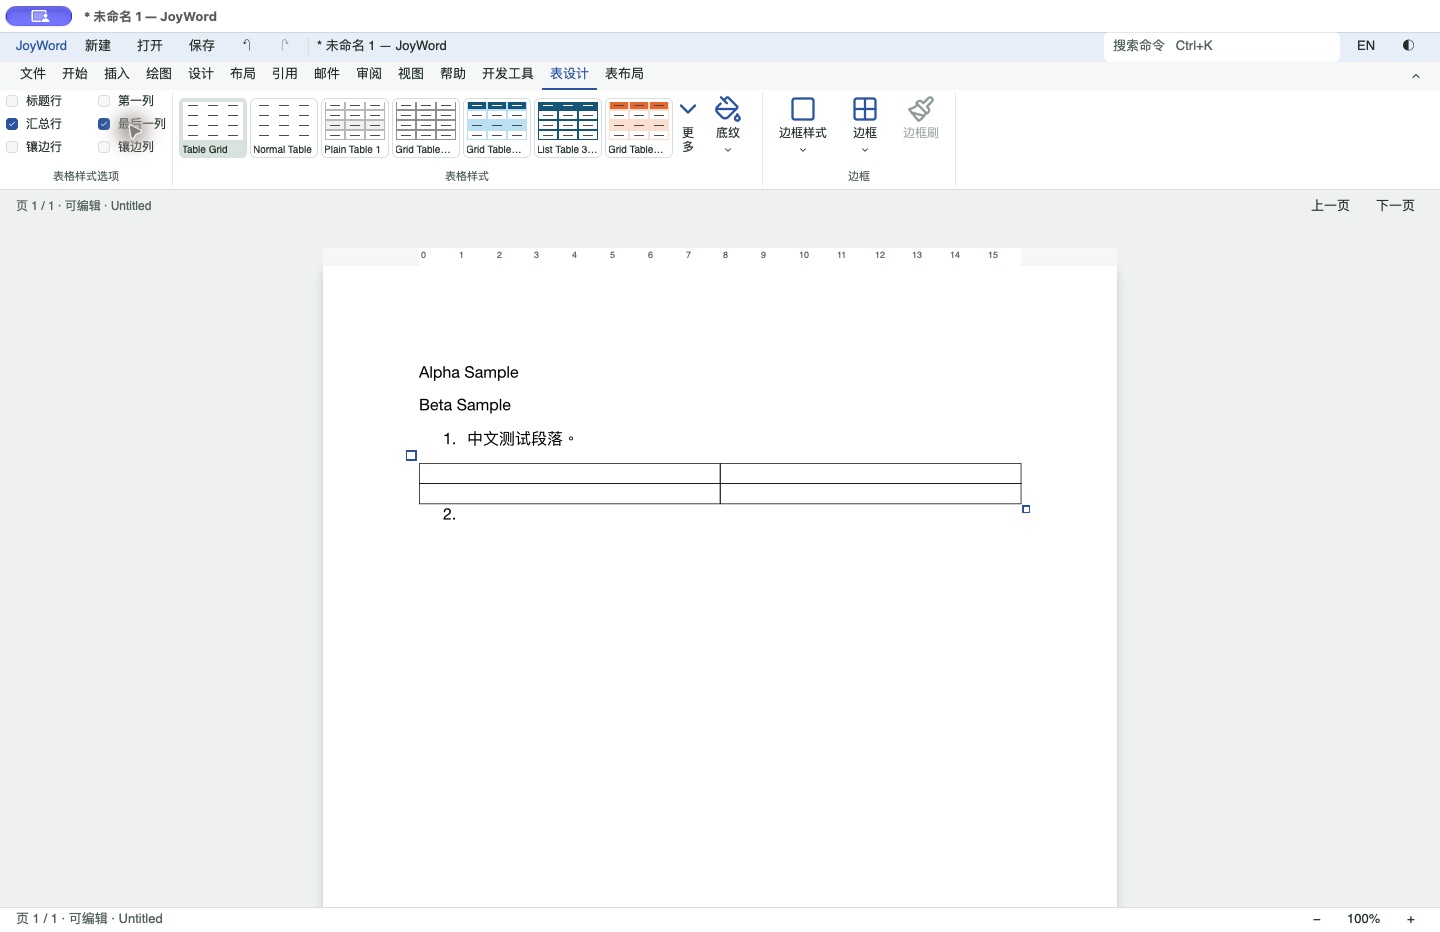 * 未命名 1 — JoyWord
JoyWord 新建 打开 保存 * 未命名 1 — JoyWord 搜索命令 Ctrl+K EN
文件 开始 插入 绘图 设计 布局 引用 邮件 审阅 视图 帮助 开发工具 表设计 表布局
标题行 第一列
汇总行 最后一列
镶边行 镶边列
表格样式选项
Table Grid Normal Table Plain Table 1 Grid Table... Grid Table... List Table 3... Grid Table...
更多
表格样式
底纹
边框样式 边框 边框刷
边框
页 1 / 1 · 可编辑 · Untitled 上一页 下一页
0 1 2 3 4 5 6 7 8 9 10 11 12 13 14 15
Alpha Sample
Beta Sample
1. 中文测试段落。
2.
页 1 / 1 · 可编辑 · Untitled − 100% +